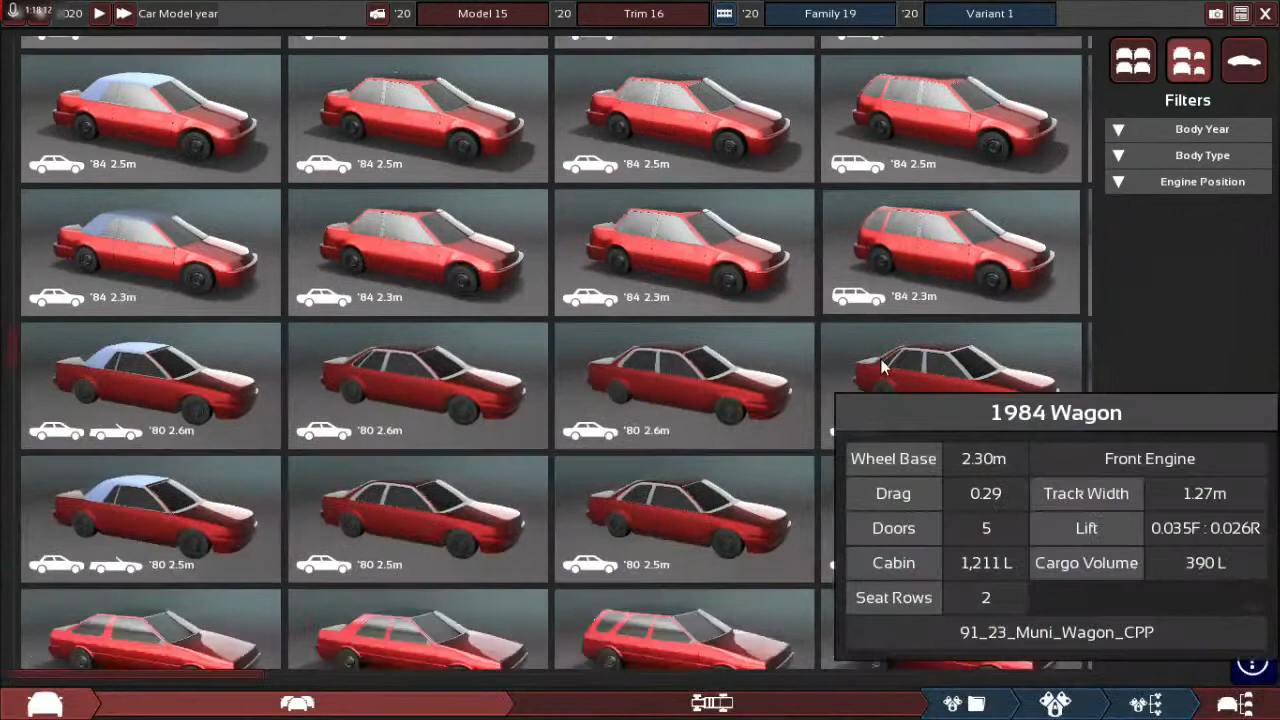 1:18:12 020 Car Model year '20 Model 15 '20 Trim 16 '20 Family 19 '20 Variant 1
Filters
Body Year
Body Type
Engine Position
'84 2.5m '84 2.5m '84 2.5m '84 2.5m
'84 2.3m '84 2.3m '84 2.3m '84 2.3m
'80 2.6m '80 2.6m '80 2.6m
'80 2.5m '80 2.5m '80 2.5m
1984 Wagon
Wheel Base 2.30m Front Engine
Drag 0.29 Track Width 1.27m
Doors 5 Lift 0.035F : 0.026R
Cabin 1,211 L Cargo Volume 390 L
Seat Rows 2
91_23_Muni_Wagon_CPP